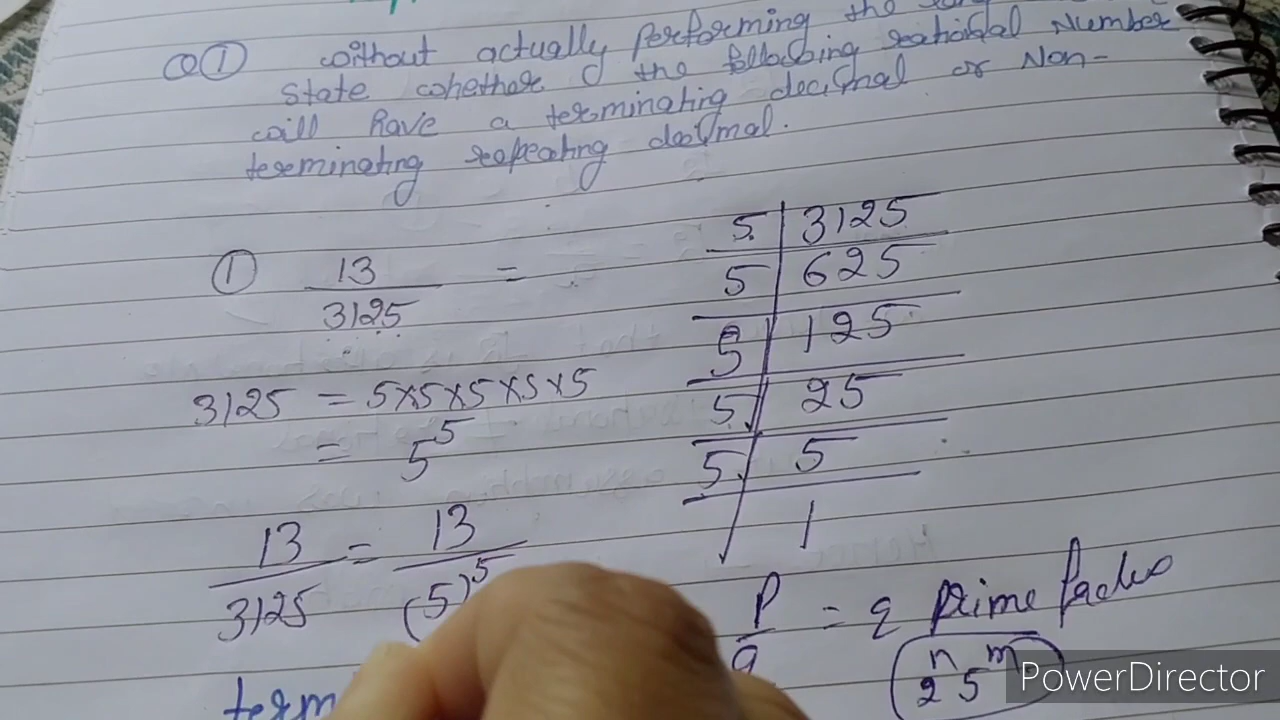 Q① without actually performing the
state whether the following rational Number
will have a terminating decimal or Non-
terminating repeating decimal.
① 13/3125 =
3125 = 5×5×5×5×5
= 5^5
13/3125 = 13/(5)^5
term
5 | 3125
5 | 625
5 | 125
5 | 25
5 | 5
1
P/q = q prime factor
2^n 5^m
PowerDirector